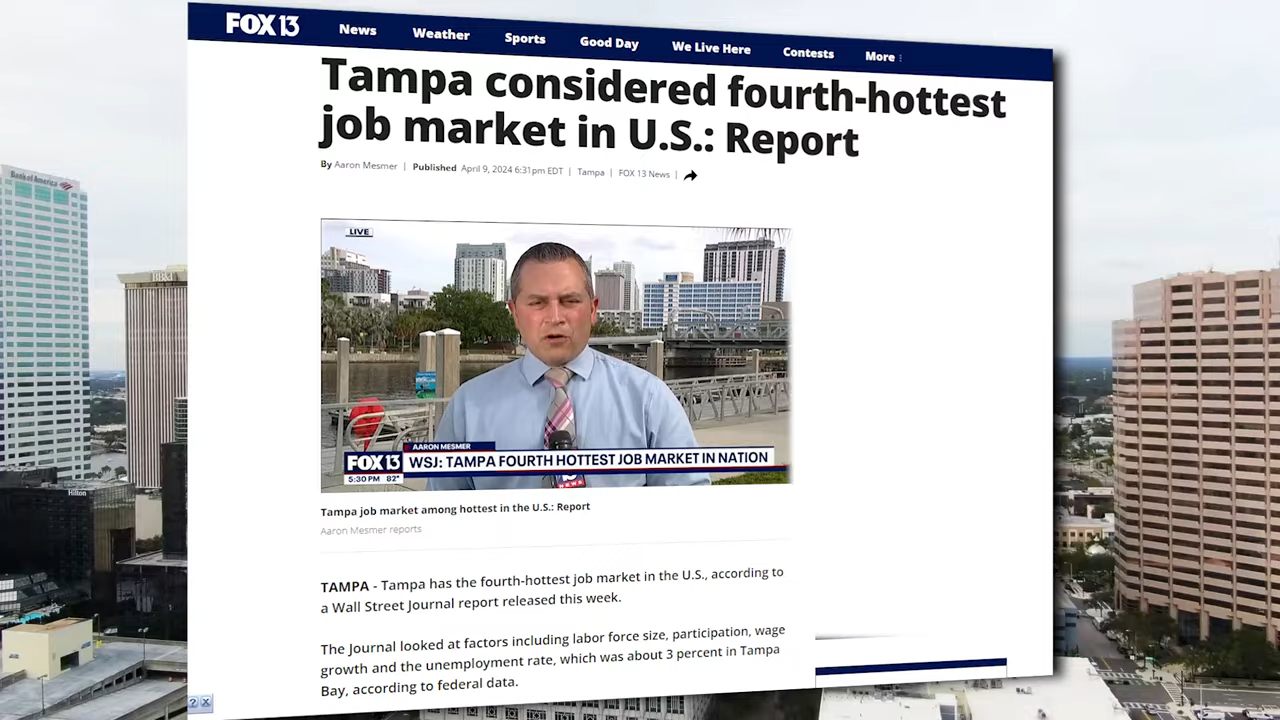 FOX 13 News Weather Sports Good Day We Live Here Contests More
Tampa considered fourth-hottest
job market in U.S.: Report
By Aaron Mesmer | Published April 9, 2024 6:31pm EDT | Tampa | FOX 13 News |
Bank of America
BB&T
Hilton
LIVE
AARON MESMER
FOX 13 WSJ: TAMPA FOURTH HOTTEST JOB MARKET IN NATION
5:30 PM 82°
NEWS
Tampa job market among hottest in the U.S.: Report
Aaron Mesmer reports
TAMPA - Tampa has the fourth-hottest job market in the U.S., according to
a Wall Street Journal report released this week.
The Journal looked at factors including labor force size, participation, wage
growth and the unemployment rate, which was about 3 percent in Tampa
Bay, according to federal data.
? X